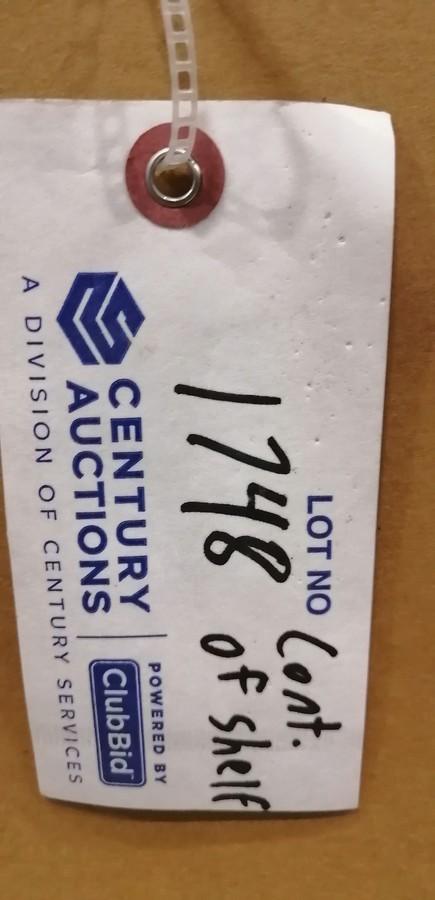 LOT NO
1748 Cont.
of shelf
CENTURY
AUCTIONS
A DIVISION OF CENTURY SERVICES
POWERED BY
ClubBid